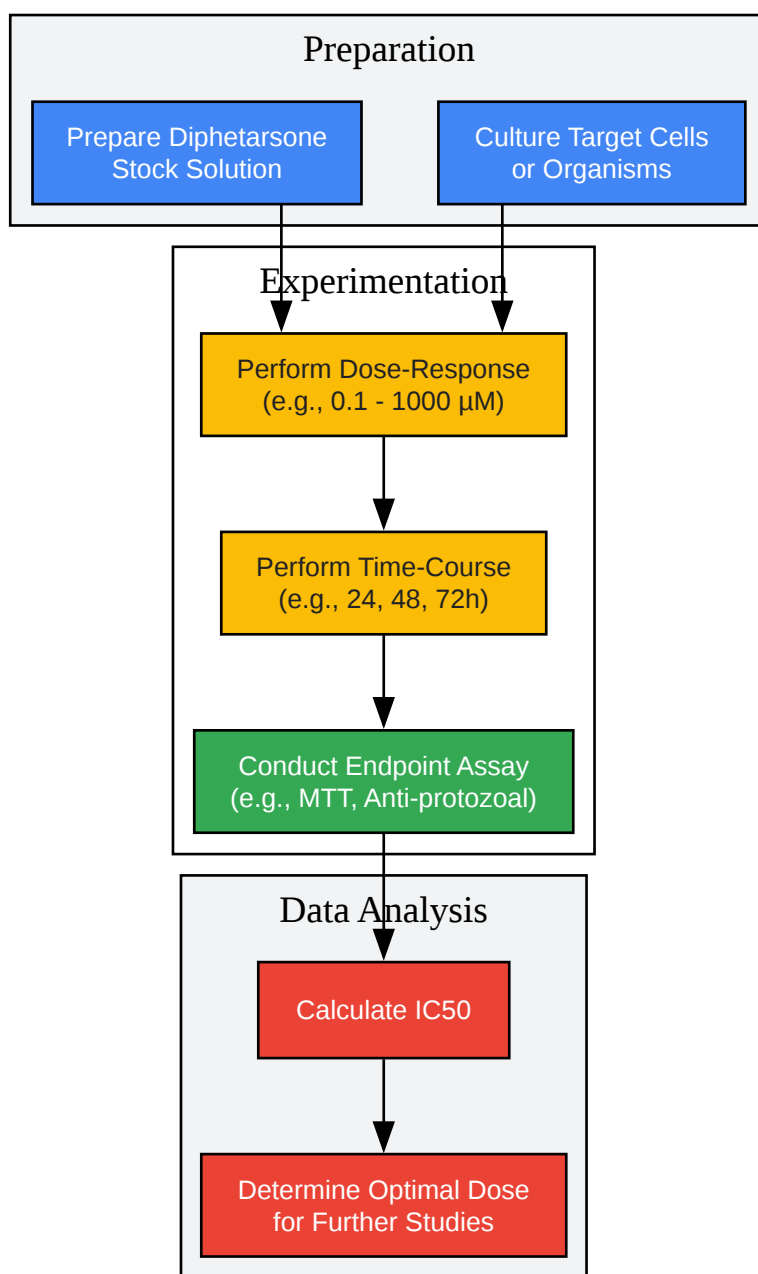 Preparation
Prepare Diphetarsone
Stock Solution
Culture Target Cells
or Organisms
Experimentation
Perform Dose-Response
(e.g., 0.1 - 1000 µM)
Perform Time-Course
(e.g., 24, 48, 72h)
Conduct Endpoint Assay
(e.g., MTT, Anti-protozoal)
Data Analysis
Calculate IC50
Determine Optimal Dose
for Further Studies